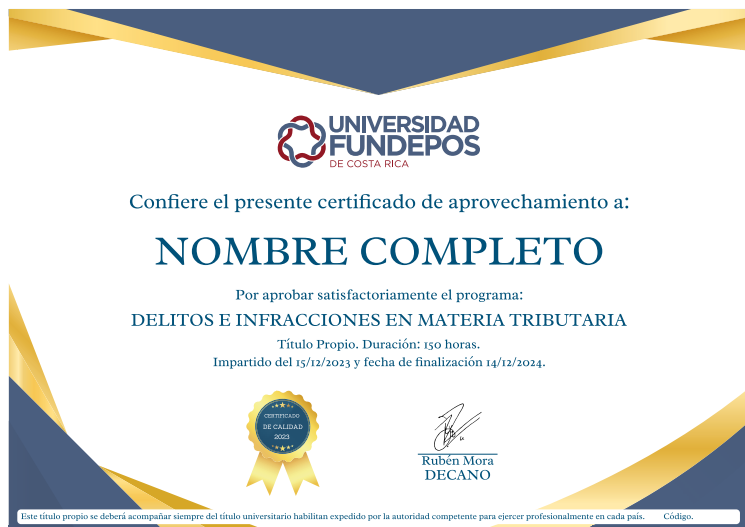 UNIVERSIDAD
FUNDEPOS
DE COSTA RICA
Confiere el presente certificado de aprovechamiento a:
NOMBRE COMPLETO
Por aprobar satisfactoriamente el programa:
DELITOS E INFRACCIONES EN MATERIA TRIBUTARIA
Título Propio. Duración: 150 horas.
Impartido del 15/12/2023 y fecha de finalización 14/12/2024.
CERTIFICADO
DE CALIDAD
2023
Rubén Mora
DECANO
Este título propio se deberá acompañar siempre del título universitario habilitan expedido por la autoridad competente para ejercer profesionalmente en cada país. Código.